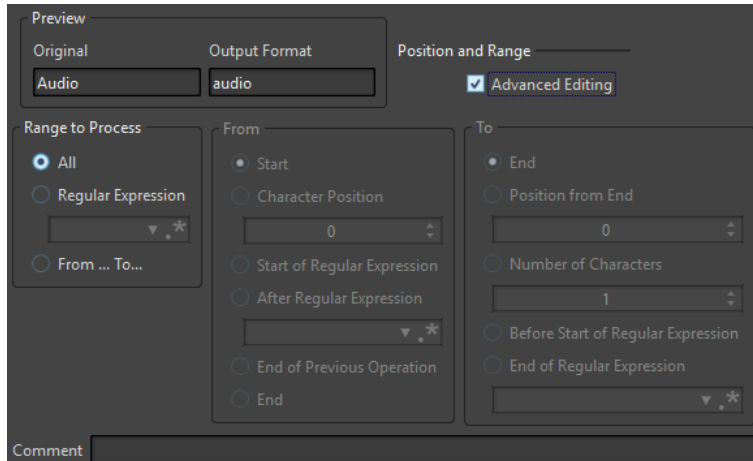 Preview
Original
Output Format
Audio
audio
Position and Range
Advanced Editing
Range to Process
All
Regular Expression
.*
From ... To...
From
Start
Character Position
0
Start of Regular Expression
After Regular Expression
.*
End of Previous Operation
End
To
End
Position from End
0
Number of Characters
1
Before Start of Regular Expression
End of Regular Expression
.*
Comment